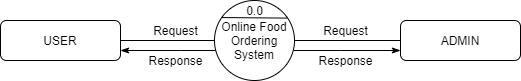 0.0
USER
Request
Response
Online Food
Ordering
System
Request
Response
ADMIN